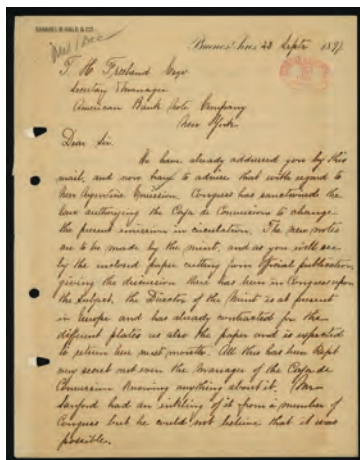 SAMUEL B. HALE & CO.
Buenos Aires 23 Septr 1897
T. H. Freeland Esqr
Secretary & Manager
American Bank Note Company
New York
Dear Sir.
We have already addressed you by this
mail, and now have to advise that with regard to
New Argentine Emission, Congress has sanctioned the
law authorizing the Caja de Conversion to change
the present emission in circulation. The new notes
are to be made by the mint, and as you will see
by the enclosed paper cutting from Official publication,
giving the discussion there has been in Congress upon
the subject, the Director of the Mint is at present
in Europe and has already contracted for the
different plates as also the paper and is expected
to return here next month. All this has been kept
very secret not even the Manager of the Caja de
Conversion knowing anything about it. Mr
Sanford had an inkling of it from a member of
Congress but he could not believe that it was
possible.